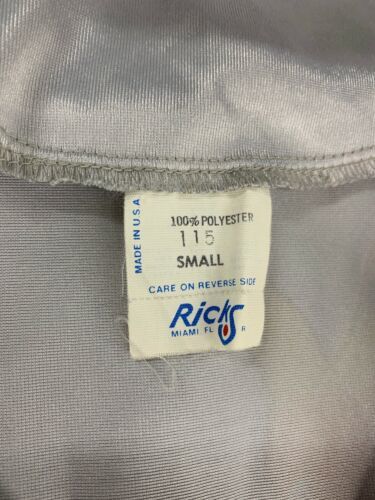 MADE IN U S A
100% POLYESTER
115
SMALL
CARE ON REVERSE SIDE
Ricks
MIAMI FL R